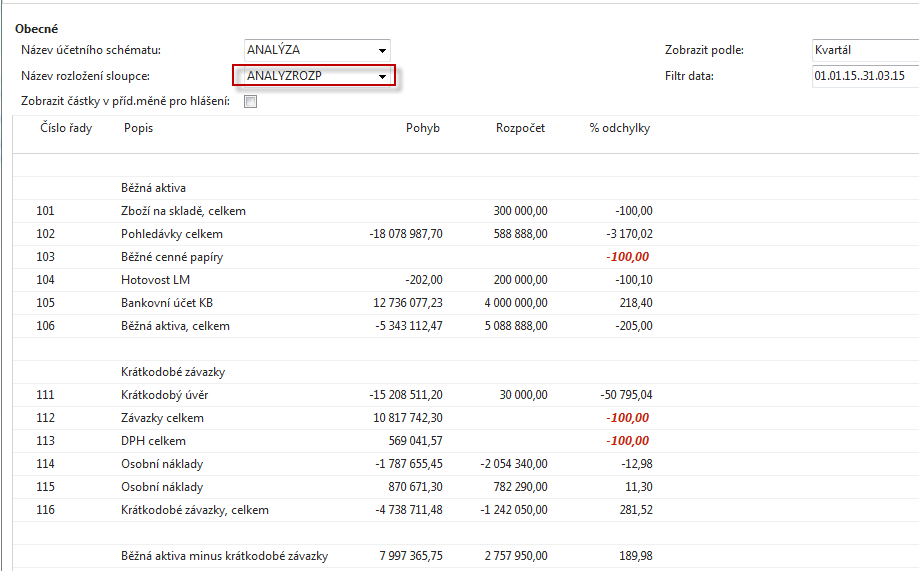 Obecné
Název účetního schématu: ANALÝZA Zobrazit podle: Kvartál
Název rozložení sloupce: ANALYZROZP Filtr data: 01.01.15..31.03.15
Zobrazit částky v příd.měně pro hlášení:
Číslo řady Popis Pohyb Rozpočet % odchylky
Běžná aktiva
101 Zboží na skladě, celkem 300 000,00 -100,00
102 Pohledávky celkem -18 078 987,70 588 888,00 -3 170,02
103 Běžné cenné papíry -100,00
104 Hotovost LM -202,00 200 000,00 -100,10
105 Bankovní účet KB 12 736 077,23 4 000 000,00 218,40
106 Běžná aktiva, celkem -5 343 112,47 5 088 888,00 -205,00
Krátkodobé závazky
111 Krátkodobý úvěr -15 208 511,20 30 000,00 -50 795,04
112 Závazky celkem 10 817 742,30 -100,00
113 DPH celkem 569 041,57 -100,00
114 Osobní náklady -1 787 655,45 -2 054 340,00 -12,98
115 Osobní náklady 870 671,30 782 290,00 11,30
116 Krátkodobé závazky, celkem -4 738 711,48 -1 242 050,00 281,52
Běžná aktiva minus krátkodobé závazky 7 997 365,75 2 757 950,00 189,98